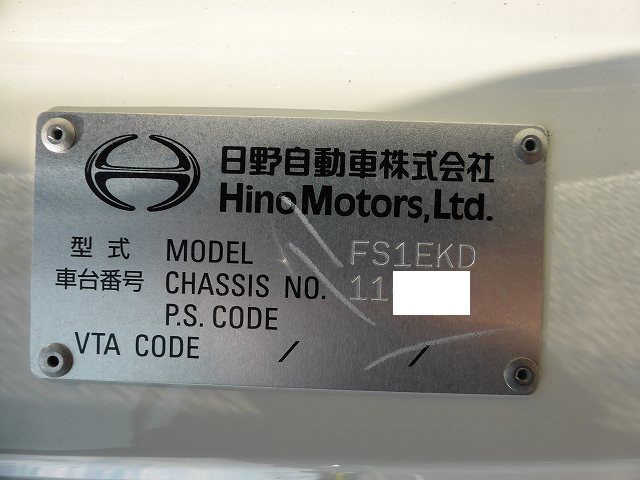 日野自動車株式会社
Hino Motors, Ltd.
型式 MODEL FS1EKD
車台番号 CHASSIS NO. 11
P.S. CODE
VTA CODE / /